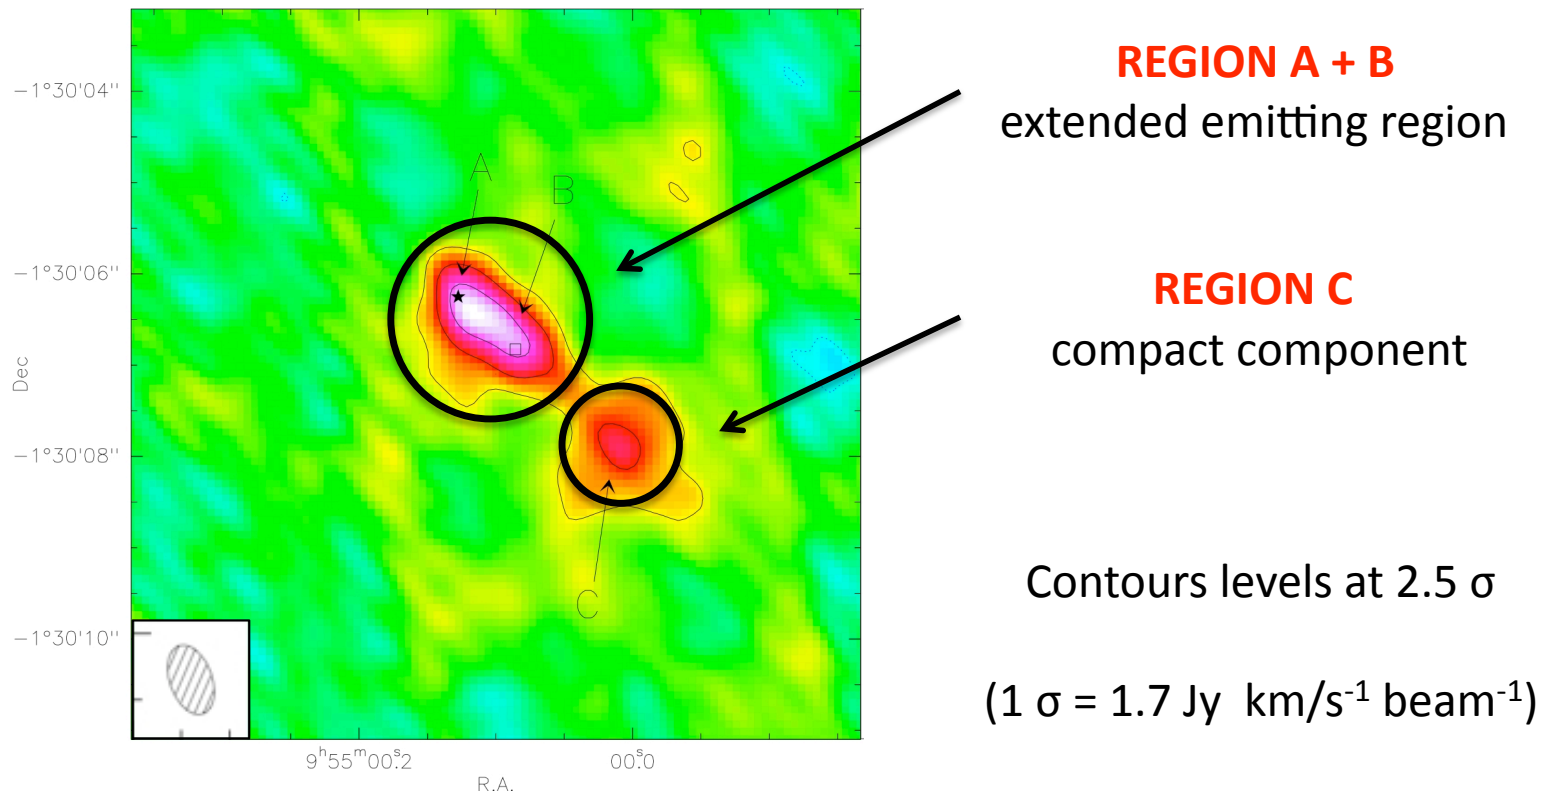 −1°30'04"
−1°30'06"
−1°30'08"
−1°30'10"
Dec
A
B
C
9ʰ55ᵐ00ˢ.2
00ˢ.0
R.A.
REGION A + B
extended emitting region
REGION C
compact component
Contours levels at 2.5 σ
(1 σ = 1.7 Jy km/s⁻¹ beam⁻¹)